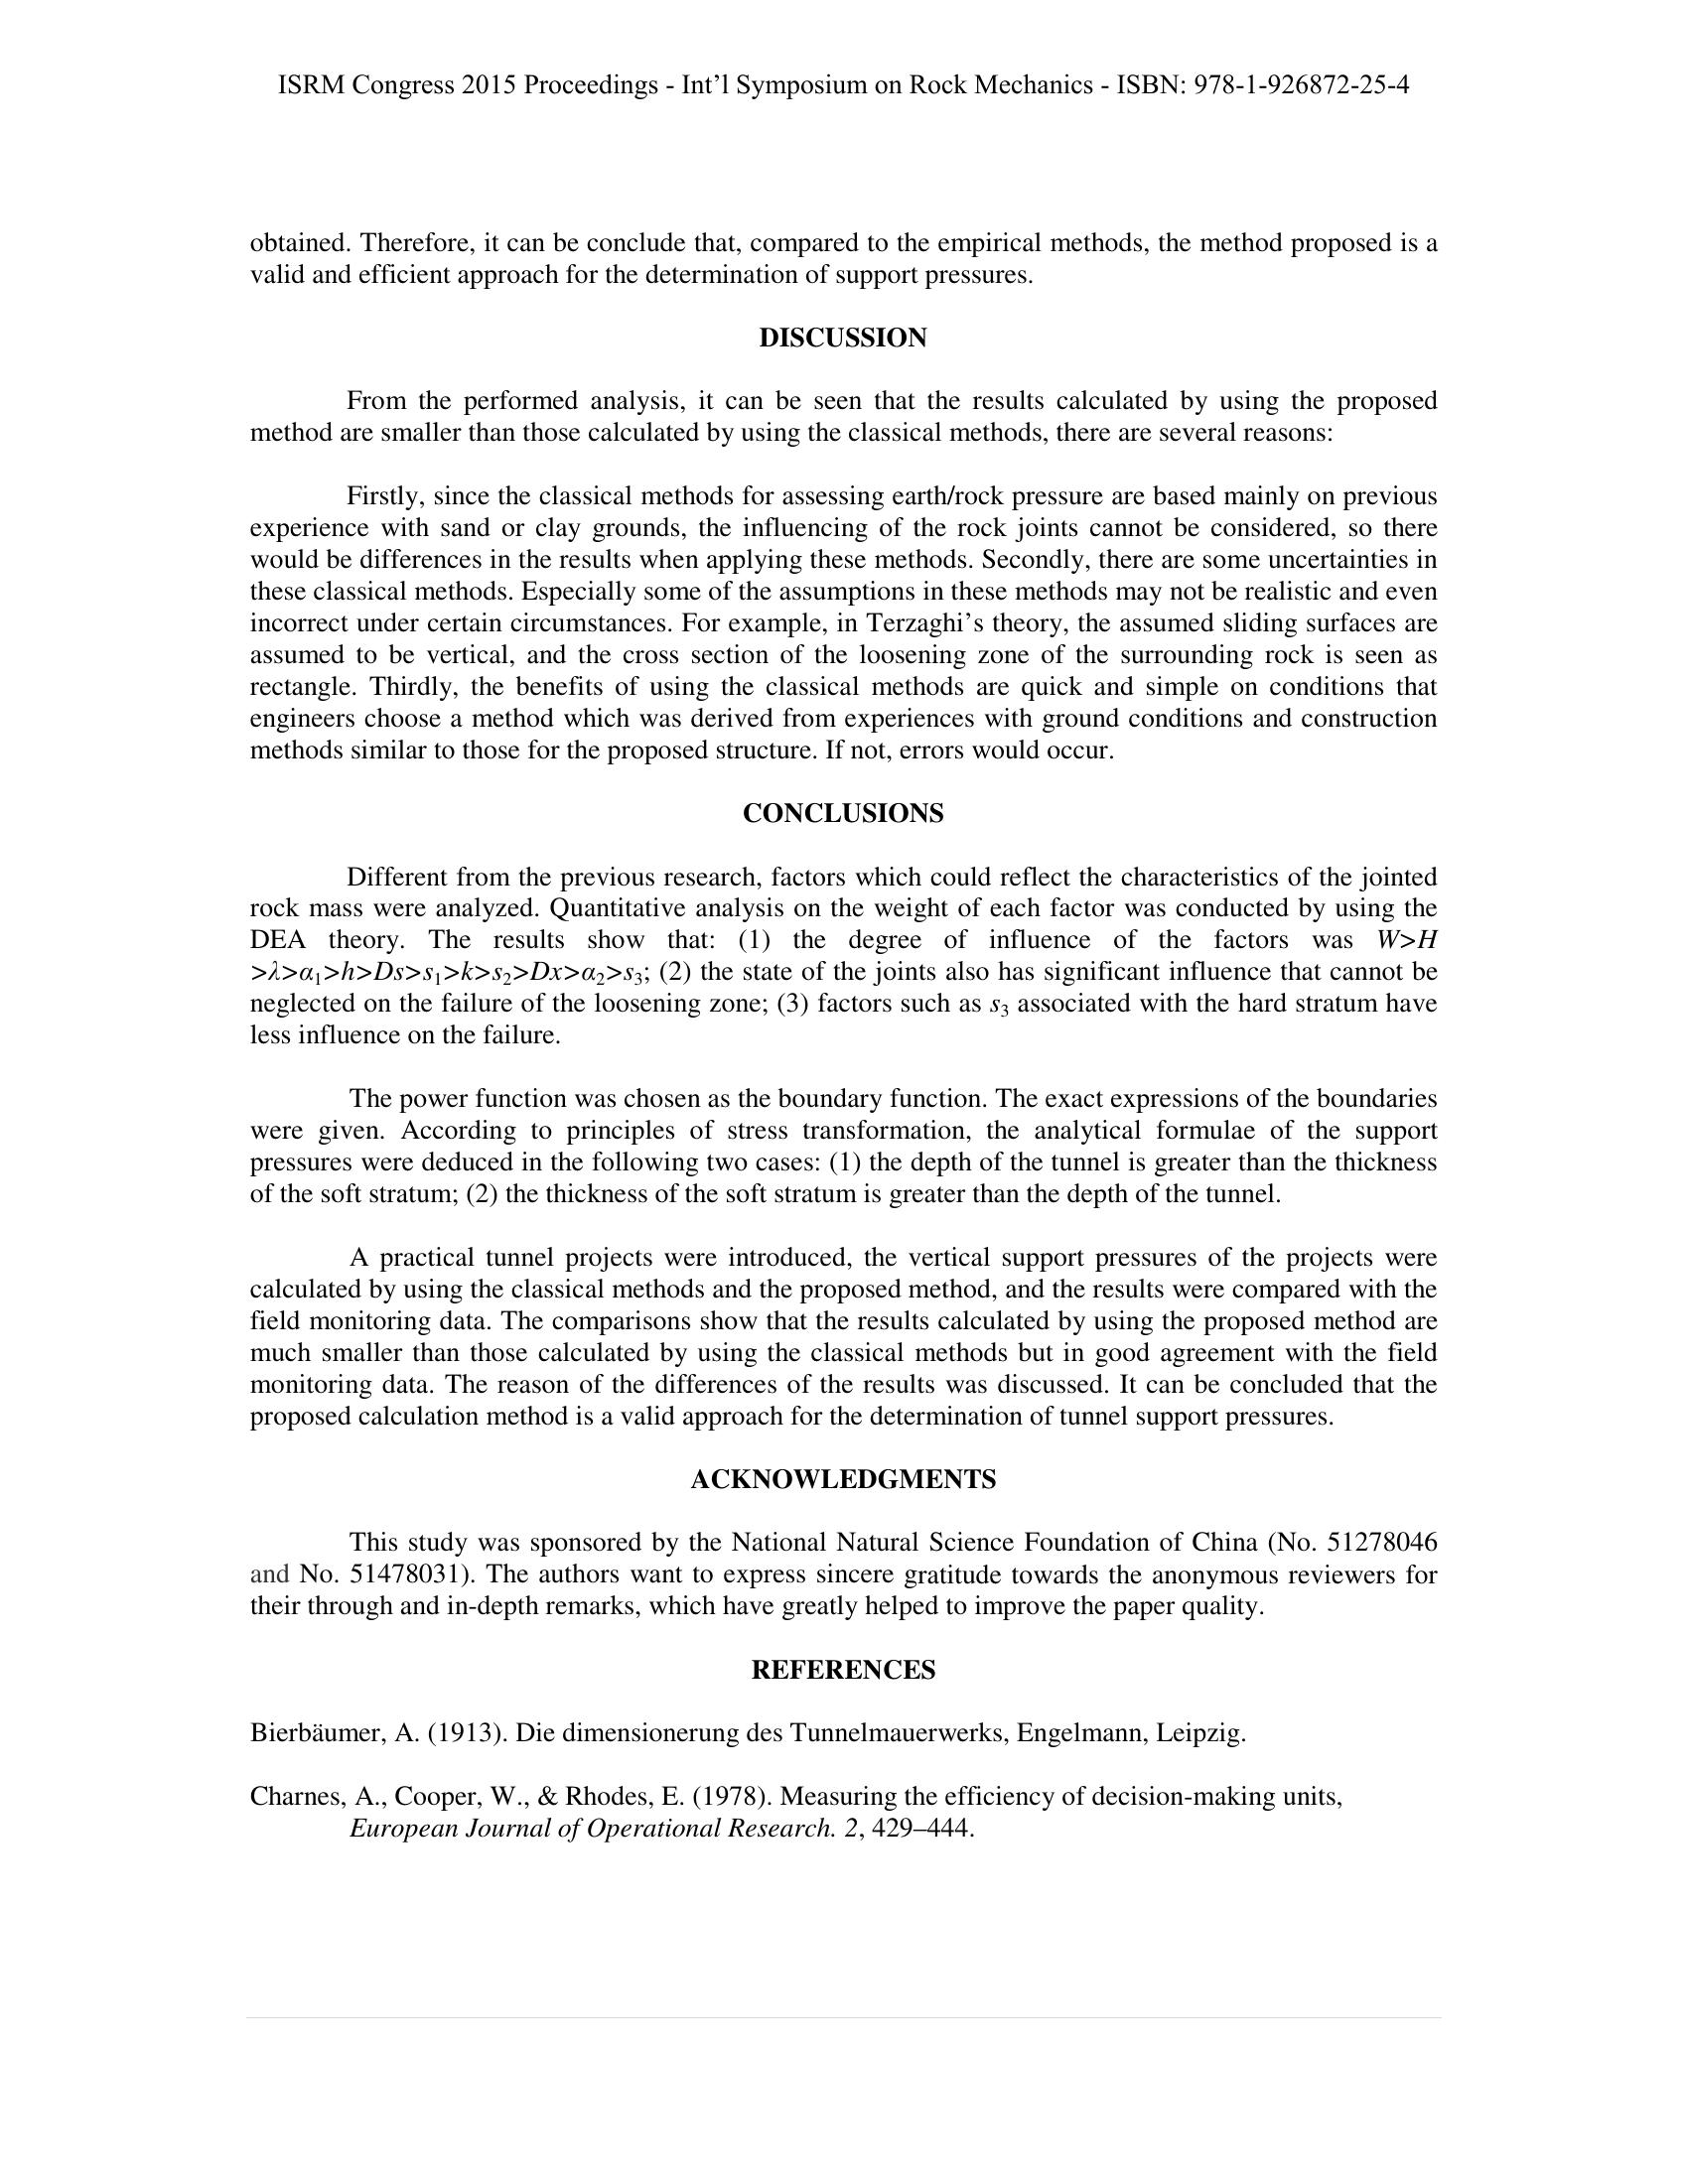 ISRM Congress 2015 Proceedings - Int’l Symposium on Rock Mechanics - ISBN: 978-1-926872-25-4
obtained. Therefore, it can be conclude that, compared to the empirical methods, the method proposed is a
valid and efficient approach for the determination of support pressures.
DISCUSSION
From the performed analysis, it can be seen that the results calculated by using the proposed
method are smaller than those calculated by using the classical methods, there are several reasons:
Firstly, since the classical methods for assessing earth/rock pressure are based mainly on previous
experience with sand or clay grounds, the influencing of the rock joints cannot be considered, so there
would be differences in the results when applying these methods. Secondly, there are some uncertainties in
these classical methods. Especially some of the assumptions in these methods may not be realistic and even
incorrect under certain circumstances. For example, in Terzaghi’s theory, the assumed sliding surfaces are
assumed to be vertical, and the cross section of the loosening zone of the surrounding rock is seen as
rectangle. Thirdly, the benefits of using the classical methods are quick and simple on conditions that
engineers choose a method which was derived from experiences with ground conditions and construction
methods similar to those for the proposed structure. If not, errors would occur.
CONCLUSIONS
Different from the previous research, factors which could reflect the characteristics of the jointed
rock mass were analyzed. Quantitative analysis on the weight of each factor was conducted by using the
DEA theory. The results show that: (1) the degree of influence of the factors was W>H
>λ>α₁>h>Ds>s₁>k>s₂>Dx>α₂>s₃; (2) the state of the joints also has significant influence that cannot be
neglected on the failure of the loosening zone; (3) factors such as s₃ associated with the hard stratum have
less influence on the failure.
The power function was chosen as the boundary function. The exact expressions of the boundaries
were given. According to principles of stress transformation, the analytical formulae of the support
pressures were deduced in the following two cases: (1) the depth of the tunnel is greater than the thickness
of the soft stratum; (2) the thickness of the soft stratum is greater than the depth of the tunnel.
A practical tunnel projects were introduced, the vertical support pressures of the projects were
calculated by using the classical methods and the proposed method, and the results were compared with the
field monitoring data. The comparisons show that the results calculated by using the proposed method are
much smaller than those calculated by using the classical methods but in good agreement with the field
monitoring data. The reason of the differences of the results was discussed. It can be concluded that the
proposed calculation method is a valid approach for the determination of tunnel support pressures.
ACKNOWLEDGMENTS
This study was sponsored by the National Natural Science Foundation of China (No. 51278046
and No. 51478031). The authors want to express sincere gratitude towards the anonymous reviewers for
their through and in-depth remarks, which have greatly helped to improve the paper quality.
REFERENCES
Bierbäumer, A. (1913). Die dimensionerung des Tunnelmauerwerks, Engelmann, Leipzig.
Charnes, A., Cooper, W., & Rhodes, E. (1978). Measuring the efficiency of decision-making units,
European Journal of Operational Research. 2, 429–444.